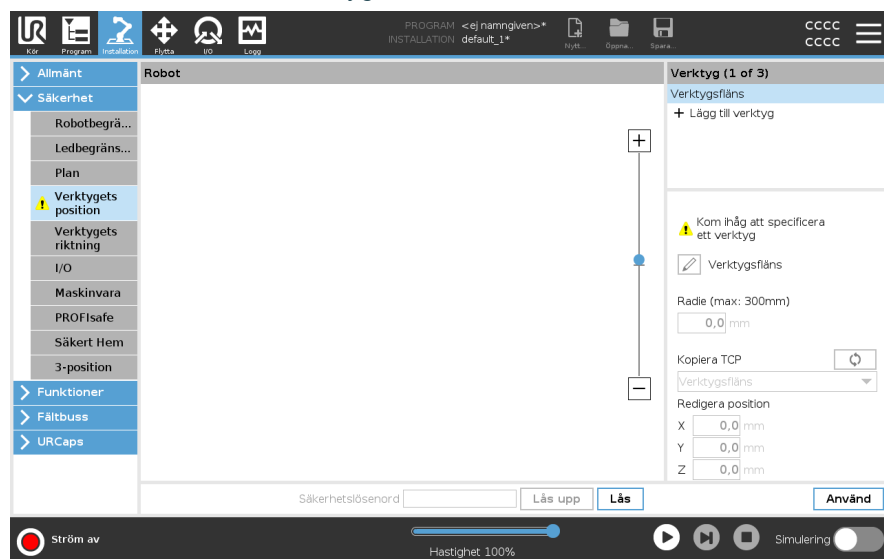 Kör
Program
Installation
Flytta
I/O
Logg
PROGRAM <ej namngiven>*
INSTALLATION default_1*
Nytt...
Öppna...
Spara...
cccc
cccc
Allmänt
Säkerhet
Robotbegrä...
Ledbegräns...
Plan
Verktygets
position
Verktygets
riktning
I/O
Maskinvara
PROFIsafe
Säkert Hem
3-position
Funktioner
Fältbuss
URCaps
Robot
Säkerhetslösenord
Lås upp
Lås
Verktyg (1 of 3)
Verktygsfläns
+ Lägg till verktyg
Kom ihåg att specificera
ett verktyg
Verktygsfläns
Radie (max: 300mm)
0,0 mm
Kopiera TCP
Verktygsfläns
Redigera position
X 0,0 mm
Y 0,0 mm
Z 0,0 mm
Använd
Ström av
Hastighet 100%
Simulering